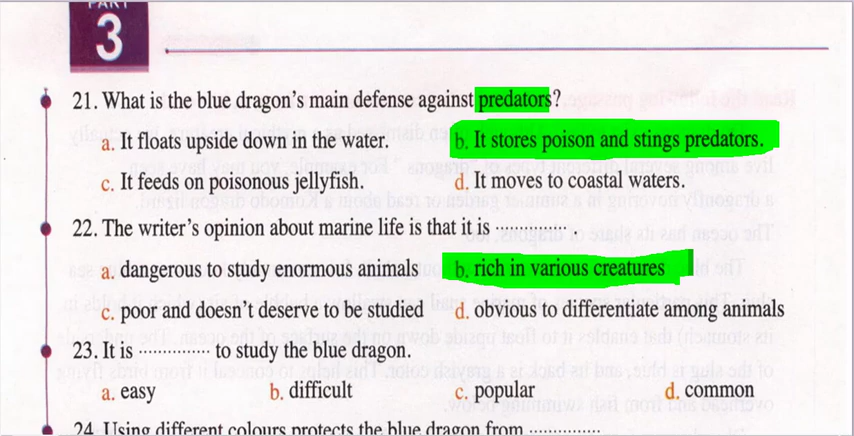 PART
3
21. What is the blue dragon's main defense against predators?
a. It floats upside down in the water. b. It stores poison and stings predators.
c. It feeds on poisonous jellyfish. d. It moves to coastal waters.
22. The writer's opinion about marine life is that it is .............. .
a. dangerous to study enormous animals b. rich in various creatures
c. poor and doesn't deserve to be studied d. obvious to differentiate among animals
23. It is .............. to study the blue dragon.
a. easy b. difficult c. popular d. common
24. Using different colours protects the blue dragon from ..............